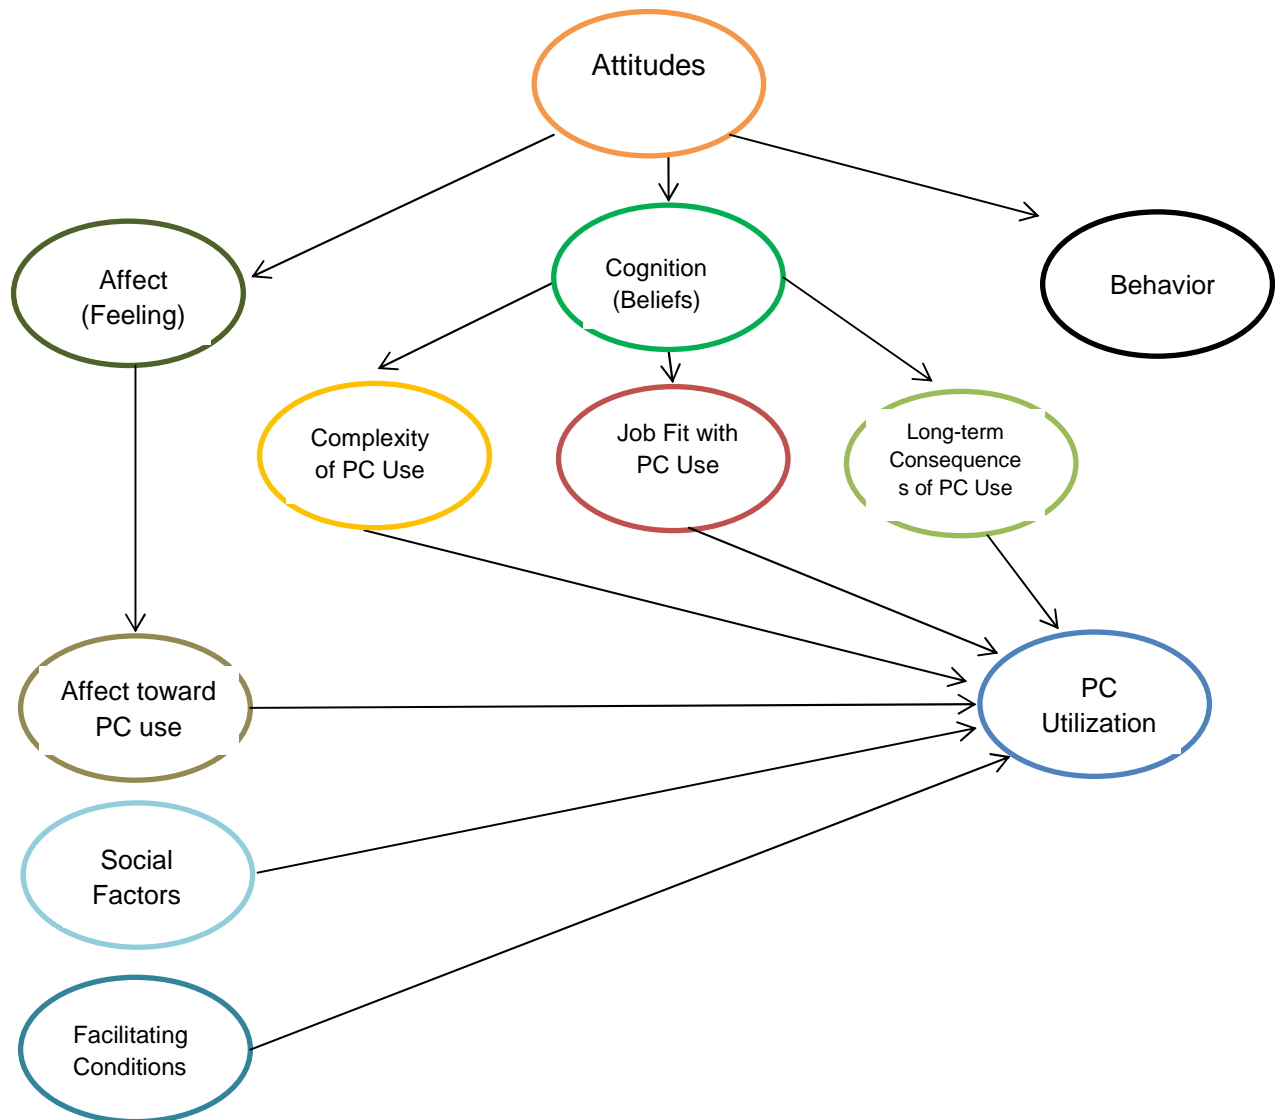 Attitudes
Affect
(Feeling)
Cognition
(Beliefs)
Behavior
Complexity
of PC Use
Job Fit with
PC Use
Long-term
Consequence
s of PC Use
Affect toward
PC use
PC
Utilization
Social
Factors
Facilitating
Conditions